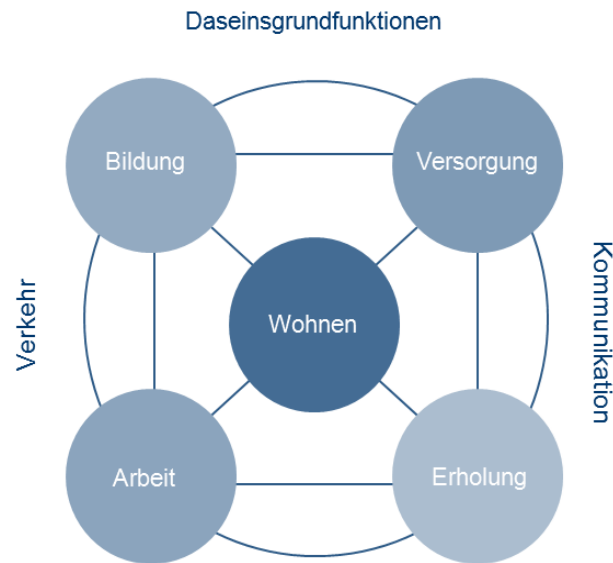 Daseinsgrundfunktionen
Bildung
Versorgung
Verkehr
Wohnen
Kommunikation
Arbeit
Erholung